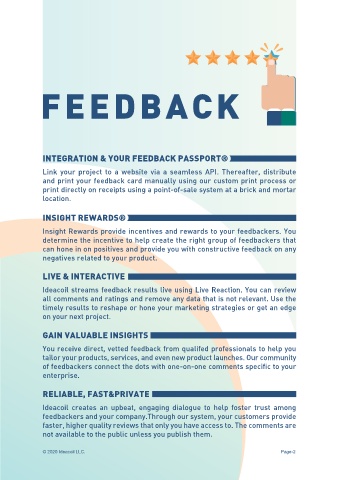 FEEDBACK
INTEGRATION & YOUR FEEDBACK PASSPORT®
Link your project to a website via a seamless API. Thereafter, distribute
and print your feedback card manually using our custom print process or
print directly on receipts using a point-of-sale system at a brick and mortar
location.
INSIGHT REWARDS®
Insight Rewards provide incentives and rewards to your feedbackers. You
determine the incentive to help create the right group of feedbackers that
can hone in on positives and provide you with constructive feedback on any
negatives related to your product.
LIVE & INTERACTIVE
Ideacoil streams feedback results live using Live Reaction. You can review
all comments and ratings and remove any data that is not relevant. Use the
timely results to reshape or hone your marketing strategies or get an edge
on your next project.
GAIN VALUABLE INSIGHTS
You receive direct, vetted feedback from qualifed professionals to help you
tailor your products, services, and even new product launches. Our community
of feedbackers connect the dots with one-on-one comments specific to your
enterprise.
RELIABLE, FAST&PRIVATE
Ideacoil creates an upbeat, engaging dialogue to help foster trust among
feedbackers and your company.Through our system, your customers provide
faster, higher quality reviews that only you have access to. The comments are
not available to the public unless you publish them.
© 2020 Ideacoil LLC.
Page-2